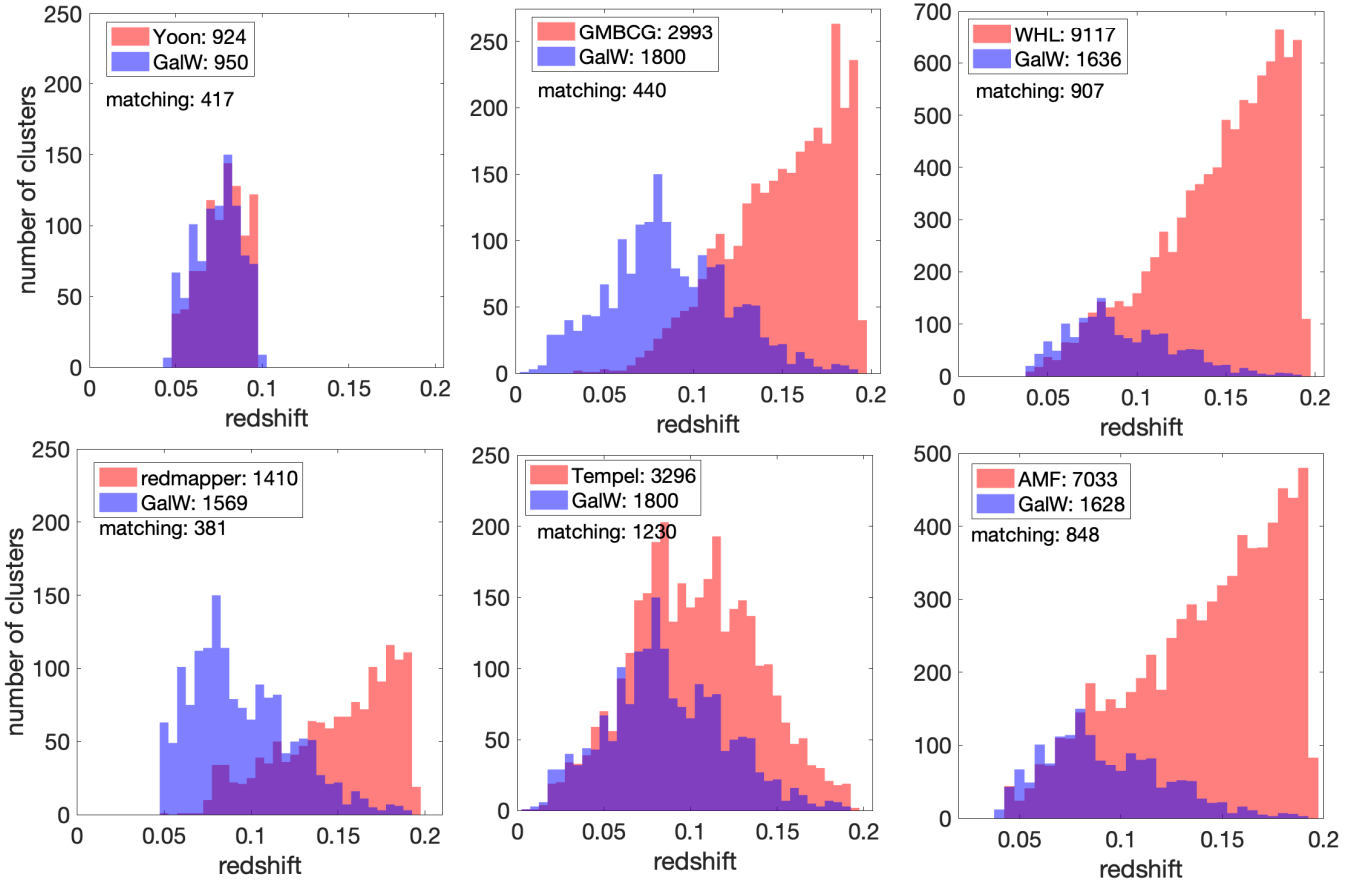 250
200
150
100
50
0
number of clusters
Yoon: 924
GalW: 950
matching: 417
0
0.05
0.1
0.15
0.2
redshift
250
200
150
100
50
0
GMBCG: 2993
GalW: 1800
matching: 440
0
0.05
0.1
0.15
0.2
redshift
700
600
500
400
300
200
100
0
WHL: 9117
GalW: 1636
matching: 907
0
0.05
0.1
0.15
0.2
redshift
250
200
150
100
50
0
number of clusters
redmapper: 1410
GalW: 1569
matching: 381
0
0.05
0.1
0.15
0.2
redshift
250
200
150
100
50
0
Tempel: 3296
GalW: 1800
matching: 1230
0
0.05
0.1
0.15
0.2
redshift
500
400
300
200
100
0
AMF: 7033
GalW: 1628
matching: 848
0.05
0.1
0.15
0.2
redshift